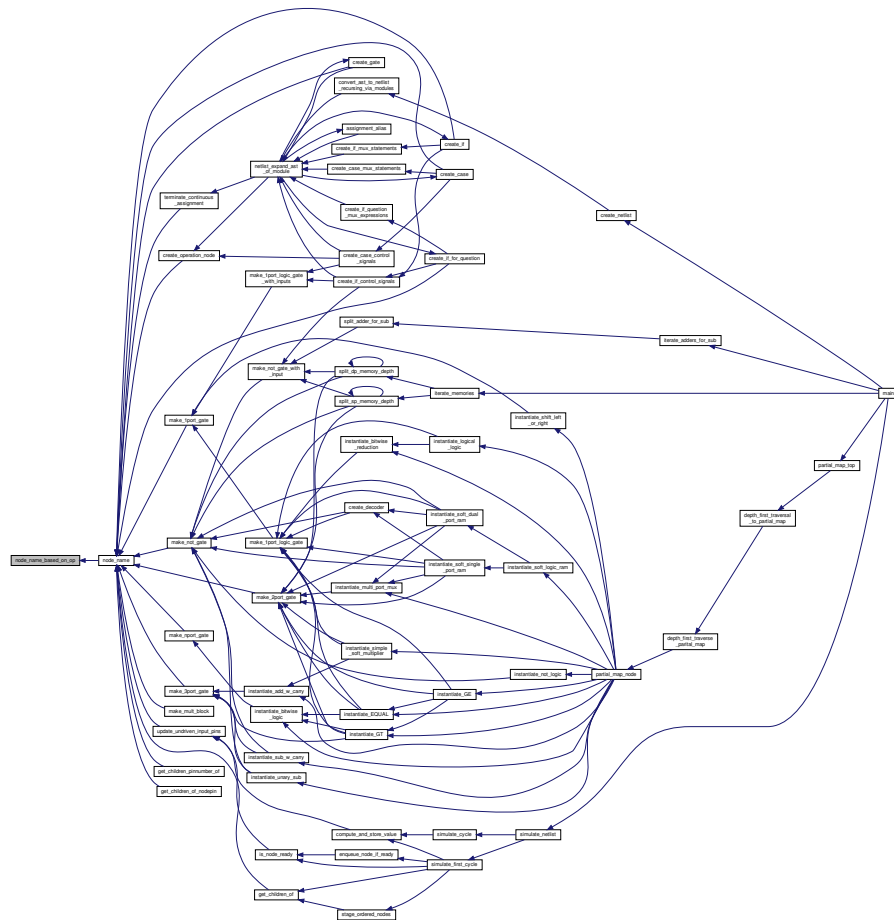 create_gate
convert_ast_to_netlist
_recursing_via_modules
assignment_alias
create_if
create_if_mux_statements
netlist_expand_ast
_of_module
create_case_mux_statements
create_case
terminate_continuous
_assignment
create_if_question
_mux_expressions
create_netlist
create_operation_node
create_case_control
_signals
create_if_for_question
make_1port_logic_gate
_with_inputs
create_if_control_signals
split_adder_for_sub
iterate_adders_for_sub
make_not_gate_with
_input
split_dp_memory_depth
split_sp_memory_depth
iterate_memories
main
make_1port_gate
instantiate_shift_left
_or_right
instantiate_bitwise
_reduction
instantiate_logical
_logic
partial_map_top
create_decoder
instantiate_soft_dual
_port_ram
depth_first_traversal
_to_partial_map
node_name_based_on_op
node_name
make_not_gate
make_1port_logic_gate
instantiate_soft_single
_port_ram
instantiate_soft_logic_ram
instantiate_multi_port_mux
make_2port_gate
make_nport_gate
instantiate_simple
_soft_multiplier
depth_first_traverse
_partial_map
instantiate_not_logic
partial_map_node
make_3port_gate
instantiate_add_w_carry
instantiate_GE
make_mult_block
instantiate_bitwise
_logic
instantiate_EQUAL
update_undriven_input_pins
instantiate_GT
instantiate_sub_w_carry
get_children_pinnumber_of
instantiate_unary_sub
get_children_of_nodepin
compute_and_store_value
simulate_cycle
simulate_netlist
is_node_ready
enqueue_node_if_ready
simulate_first_cycle
get_children_of
stage_ordered_nodes